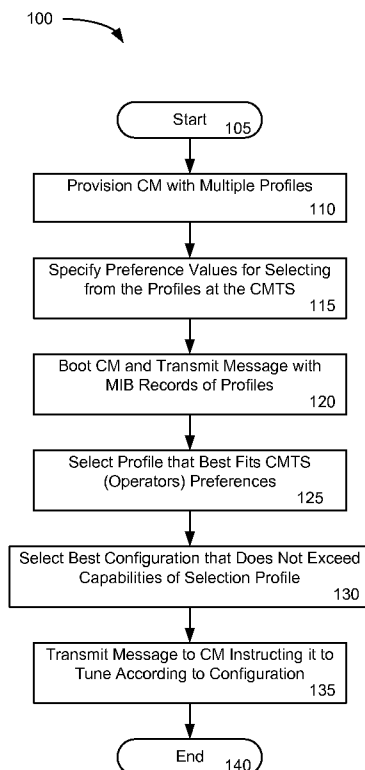 100
Start
105
Provision CM with Multiple Profiles
110
Specify Preference Values for Selecting
from the Profiles at the CMTS
115
Boot CM and Transmit Message with
MIB Records of Profiles
120
Select Profile that Best Fits CMTS
(Operators) Preferences
125
Select Best Configuration that Does Not Exceed
Capabilities of Selection Profile
130
Transmit Message to CM Instructing it to
Tune According to Configuration
135
End
140